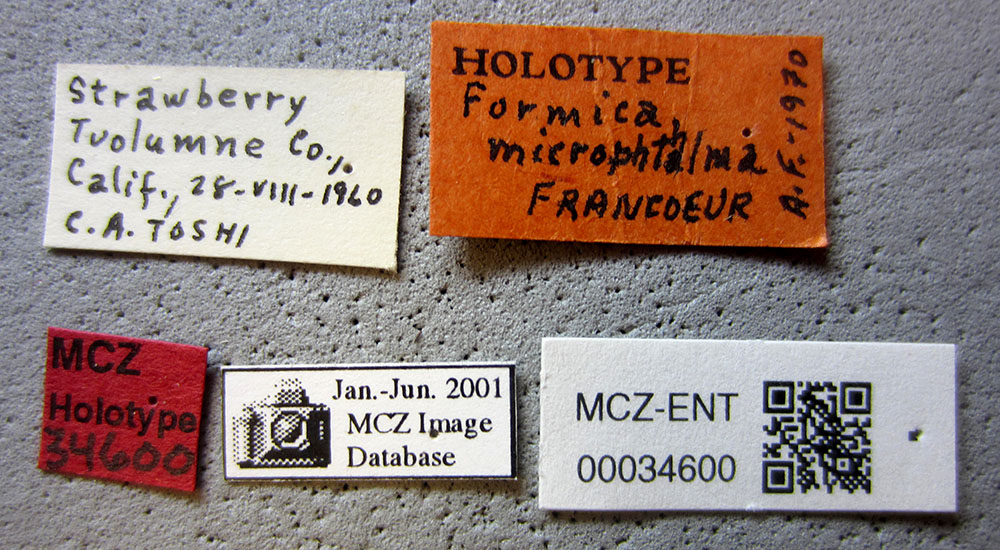 Strawberry
Tuolumne Co.,
Calif., 28-VIII-1960
C.A. TOSHI
HOLOTYPE
Formica,
microphtalma
FRANCOEUR
A.F.-1970
MCZ
Holotype
34600
Jan.-Jun. 2001
MCZ Image
Database
MCZ-ENT
00034600